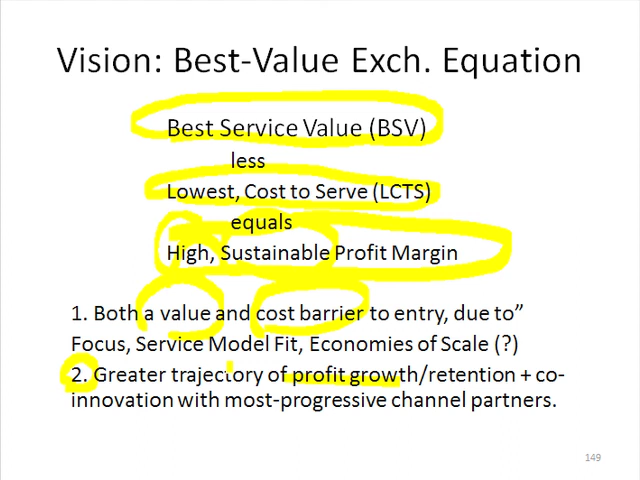 Vision: Best-Value Exch. Equation
Best Service Value (BSV)
less
Lowest, Cost to Serve (LCTS)
equals
High, Sustainable Profit Margin
1. Both a value and cost barrier to entry, due to”
Focus, Service Model Fit, Economies of Scale (?)
2. Greater trajectory of profit growth/retention + co-
innovation with most-progressive channel partners.
149